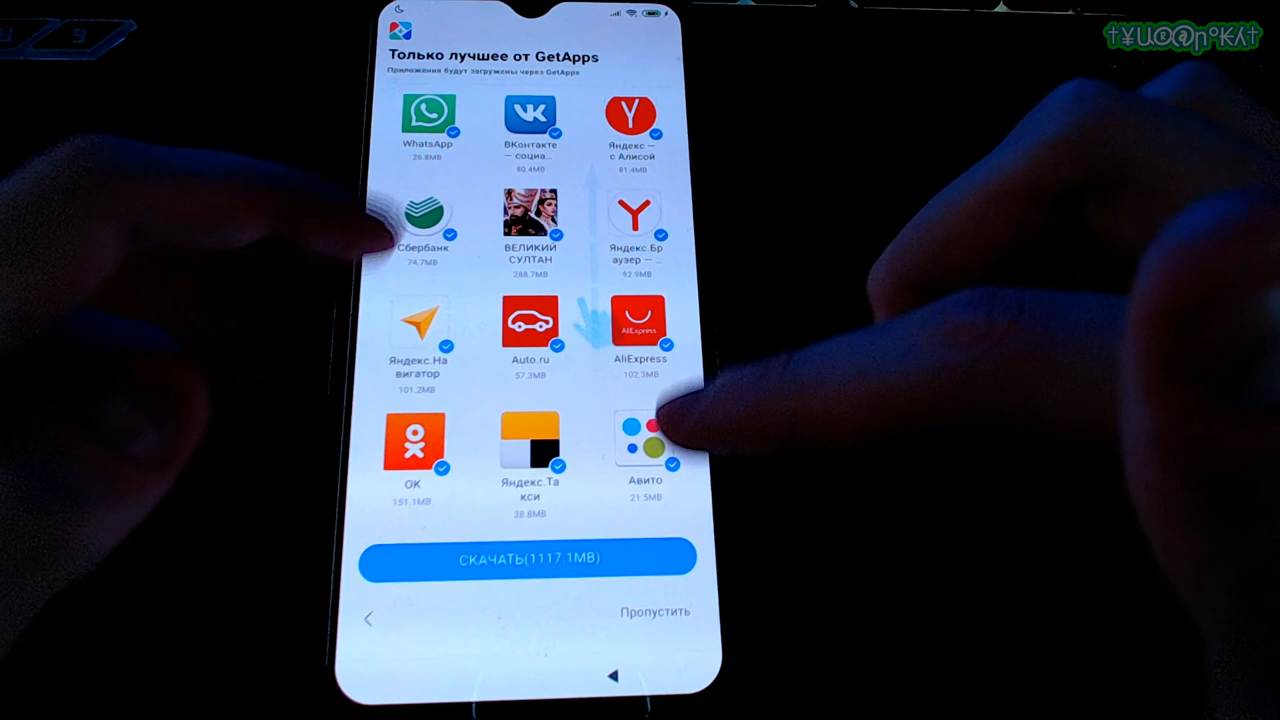 Только лучшее от GetApps
Приложения будут загружены через GetApps
WhatsApp
26.8MB
ВКонтакте
— социа...
80.4MB
Яндекс —
с Алисой
81.4MB
Сбербанк
74.7MB
ВЕЛИКИЙ
СУЛТАН
288.7MB
Яндекс.Бр
аузер — ...
92.9MB
Яндекс.На
вигатор
101.2MB
Auto.ru
57.3MB
AliExpress
AliExpress
102.3MB
OK
151.1MB
Яндекс.Та
кси
38.8MB
Авито
21.5MB
СКАЧАТЬ(1117.1MB)
Пропустить